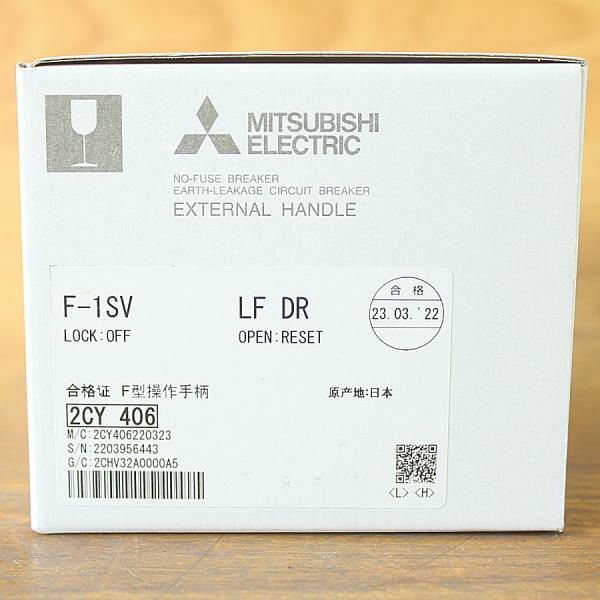 MITSUBISHI
ELECTRIC
NO-FUSE BREAKER
EARTH-LEAKAGE CIRCUIT BREAKER
EXTERNAL HANDLE
F-1SV LF DR
LOCK:OFF OPEN:RESET
合格
23.03.'22
合格证 F型操作手柄 原产地:日本
2CY 406
M/C:2CY406220323
S/N:2203956443
G/C:2CHV32A0000A5
<L> <H>